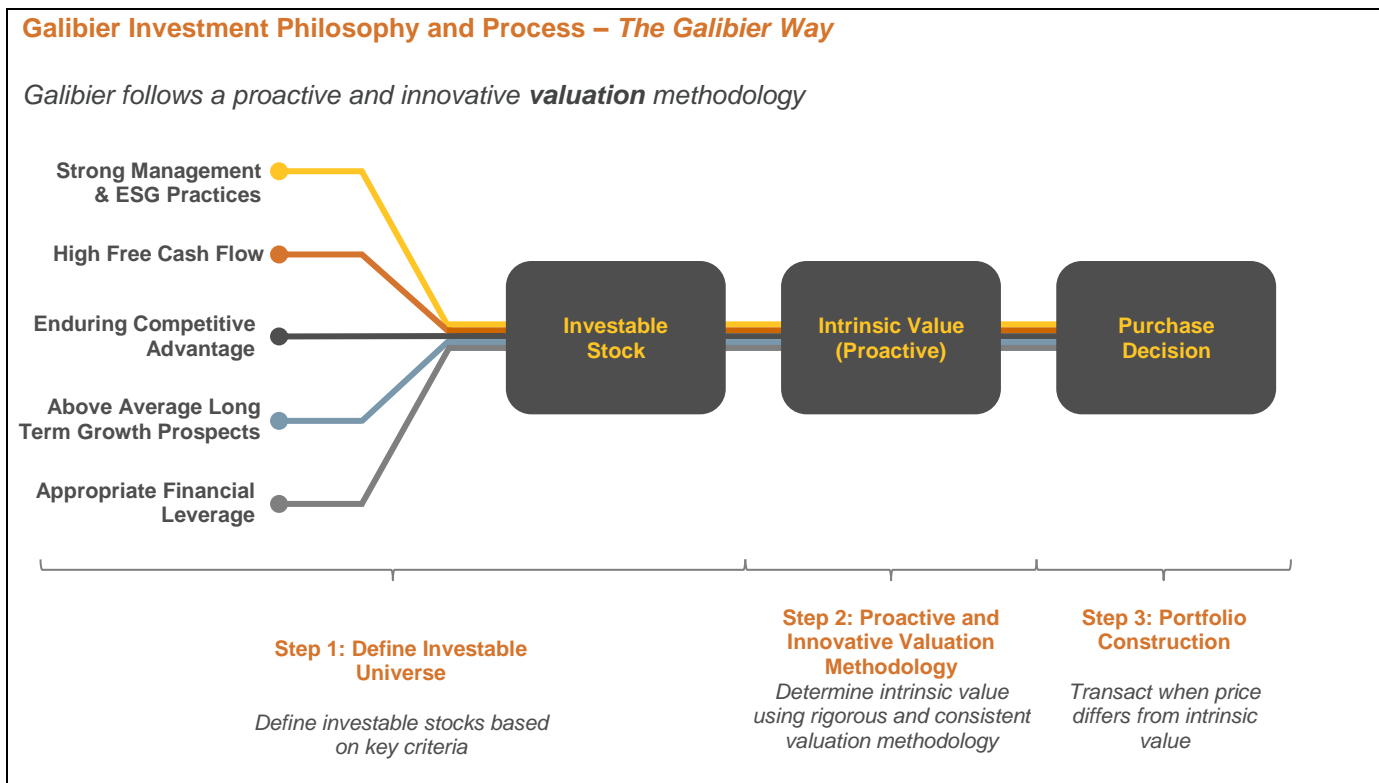 Galibier Investment Philosophy and Process – The Galibier Way
Galibier follows a proactive and innovative valuation methodology
Strong Management
& ESG Practices
High Free Cash Flow
Enduring Competitive
Advantage
Above Average Long
Term Growth Prospects
Appropriate Financial
Leverage
Investable
Stock
Intrinsic Value
(Proactive)
Purchase
Decision
Step 1: Define Investable
Universe
Define investable stocks based
on key criteria
Step 2: Proactive and
Innovative Valuation
Methodology
Determine intrinsic value
using rigorous and consistent
valuation methodology
Step 3: Portfolio
Construction
Transact when price
differs from intrinsic
value